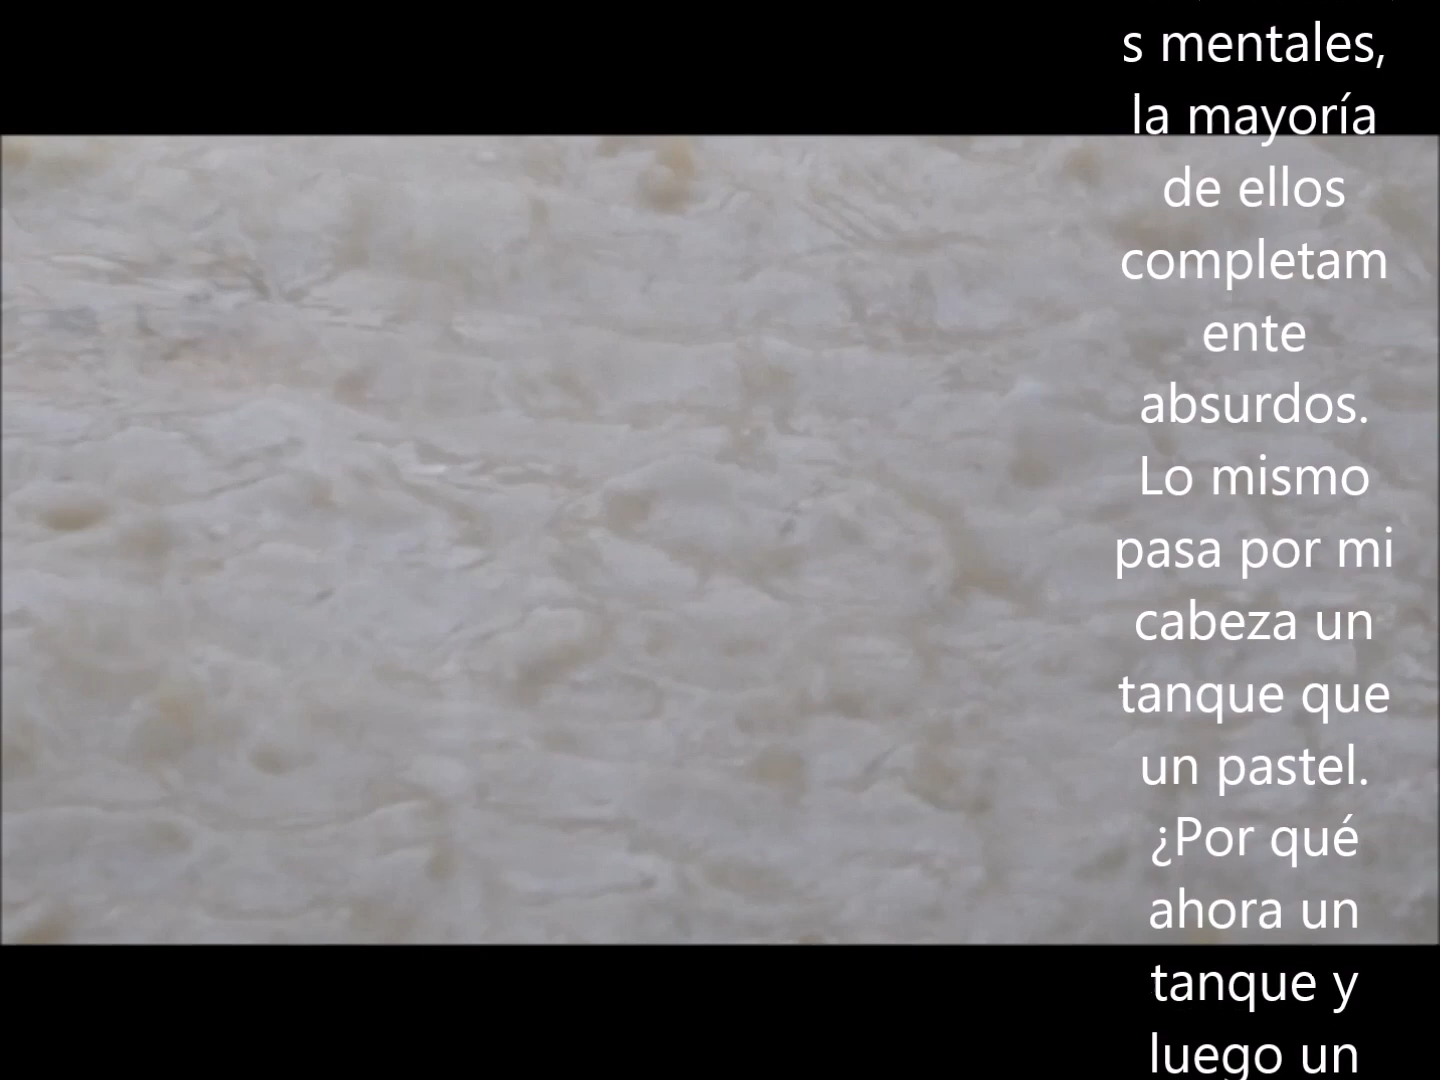 s mentales,
la mayoría
de ellos
completam
ente
absurdos.
Lo mismo
pasa por mi
cabeza un
tanque que
un pastel.
¿Por qué
ahora un
tanque y
luego un